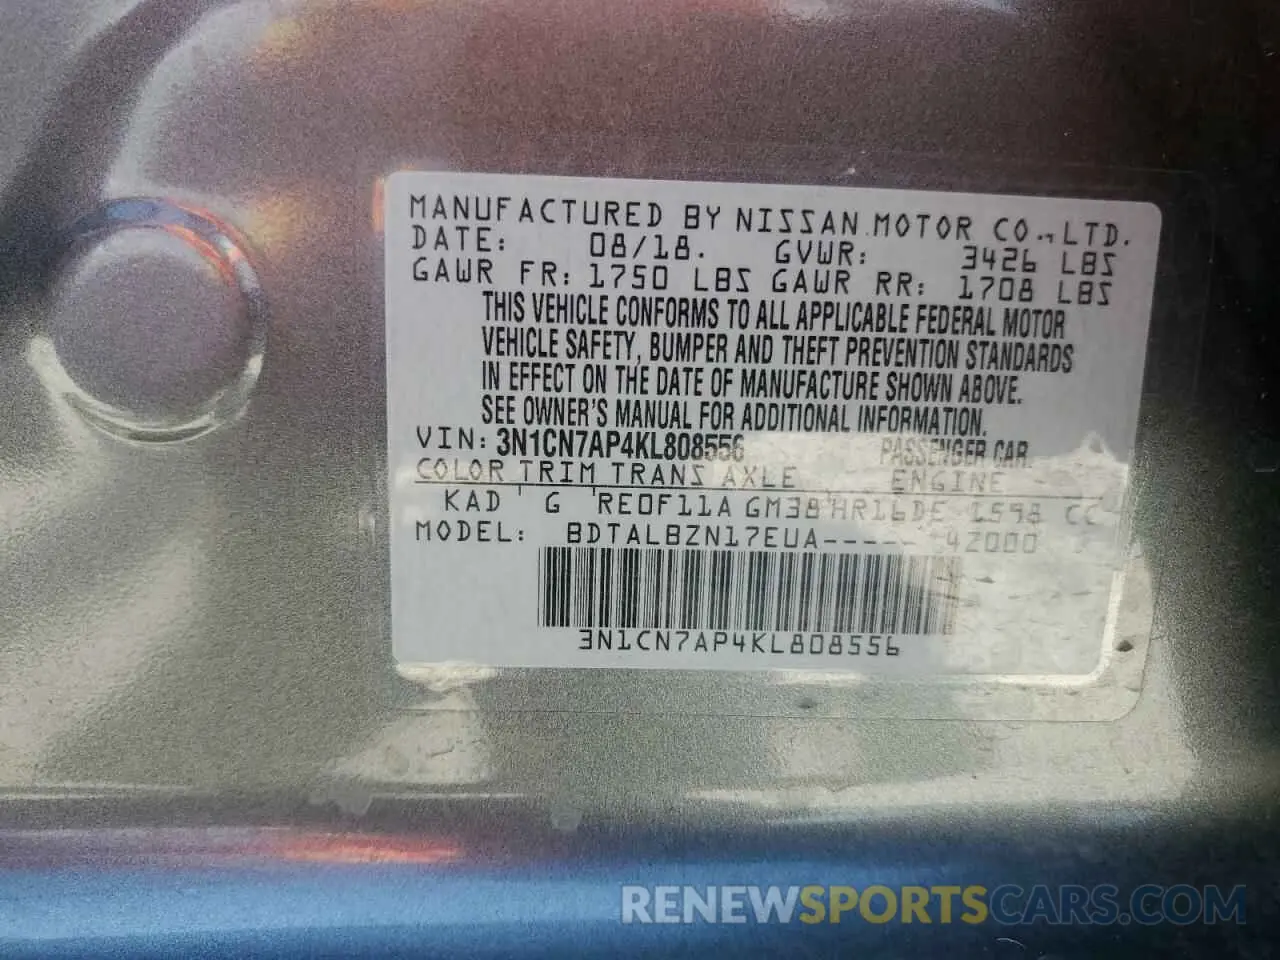 MANUFACTURED BY NISSAN MOTOR CO., LTD.
DATE: 08/18. GVWR: 3426 LBS
GAWR FR: 1750 LBS GAWR RR: 1708 LBS
THIS VEHICLE CONFORMS TO ALL APPLICABLE FEDERAL MOTOR
VEHICLE SAFETY, BUMPER AND THEFT PREVENTION STANDARDS
IN EFFECT ON THE DATE OF MANUFACTURE SHOWN ABOVE.
SEE OWNER'S MANUAL FOR ADDITIONAL INFORMATION.
VIN: 3N1CN7AP4KL808556 PASSENGER CAR
COLOR TRIM TRANS AXLE ENGINE
KAD G RE0F11A GM38 HR16DE 1598 CC
MODEL: BDTALBZN17EUA-----
3N1CN7AP4KL808556
RENEWSPORTSCARS.COM